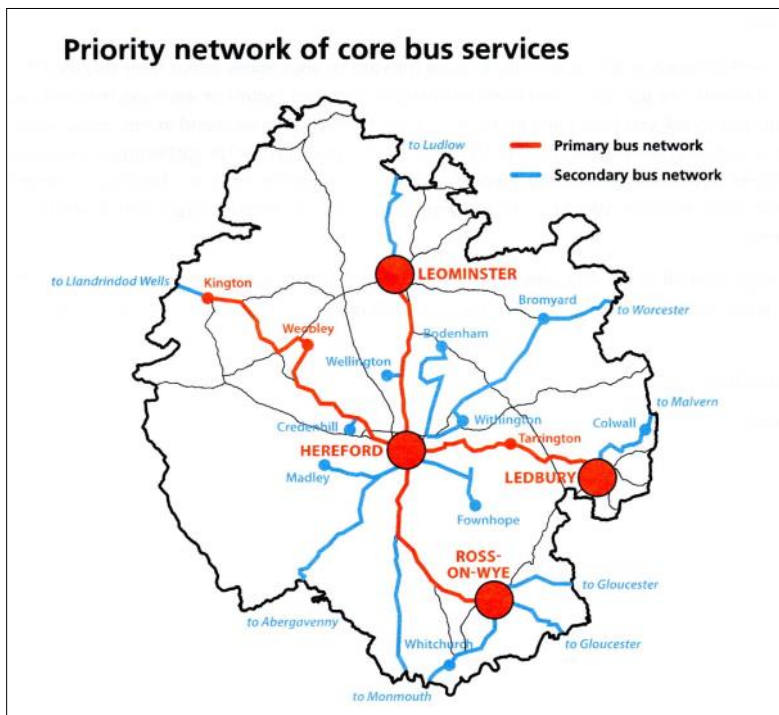 Priority network of core bus services
to Ludlow
Primary bus network
Secondary bus network
LEOMINSTER
to Llandrindod Wells
Kington
Bromyard
to Worcester
Weobley
Bodenham
Wellington
to Malvern
Credenhill
Withington
Colwall
HEREFORD
Tarrington
Madley
LEDBURY
Fownhope
ROSS-
ON-WYE
to Gloucester
to Abergavenny
Whitchurch
to Gloucester
to Monmouth